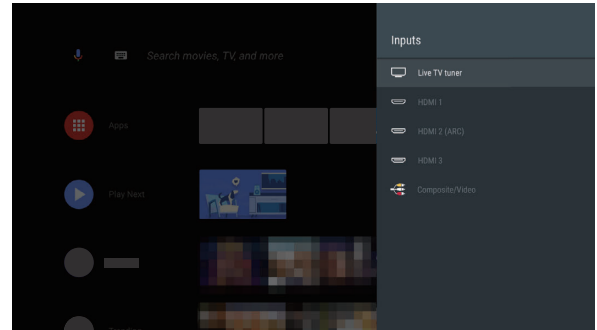 Search movies, TV, and more
Apps
Play Next
Inputs
Live TV tuner
HDMI 1
HDMI 2 (ARC)
HDMI 3
Composite/Video